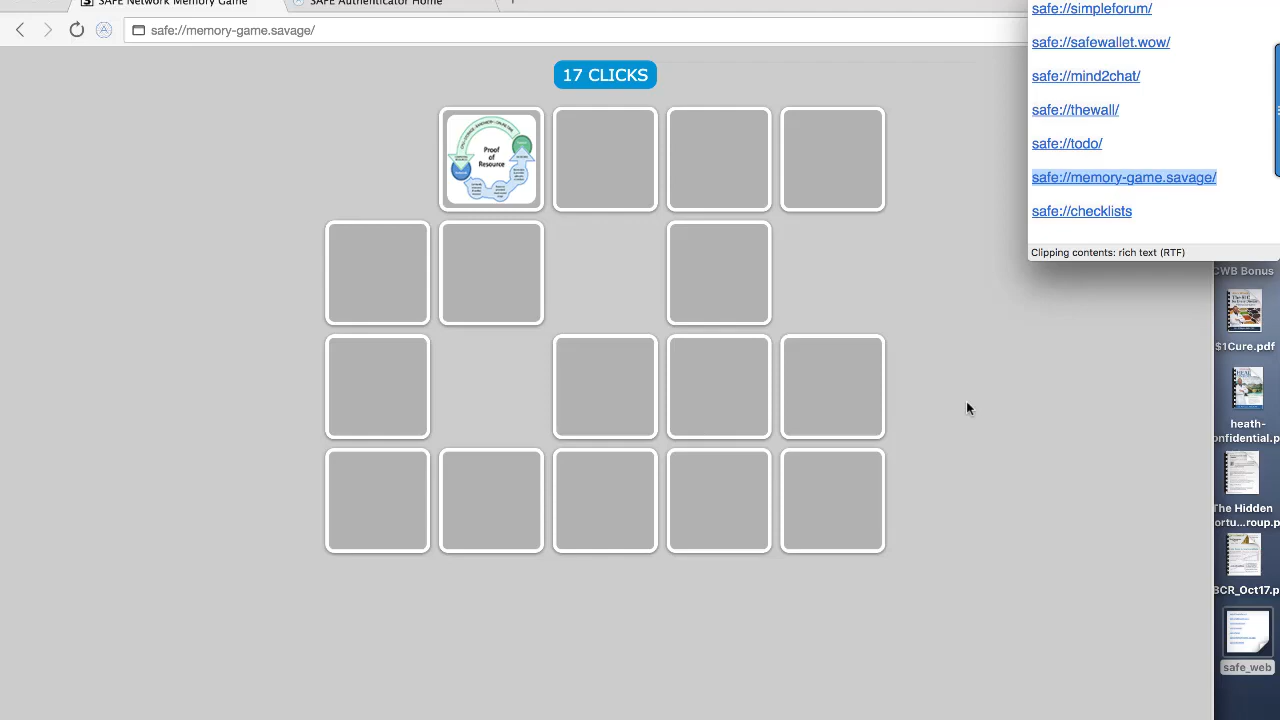 SAFE Network Memory Game
SAFE Authenticator Home
safe://memory-game.savage/
17 CLICKS
Proof
of
Resource
safe://simpleforum/
safe://safewallet.wow/
safe://mind2chat/
safe://thewall/
safe://todo/
safe://memory-game.savage/
safe://checklists
Clipping contents: rich text (RTF)
CWB Bonus
$1Cure.pdf
heath-
onfidential.p
The Hidden
ortu...roup.p
BCR_Oct17.p
safe_web